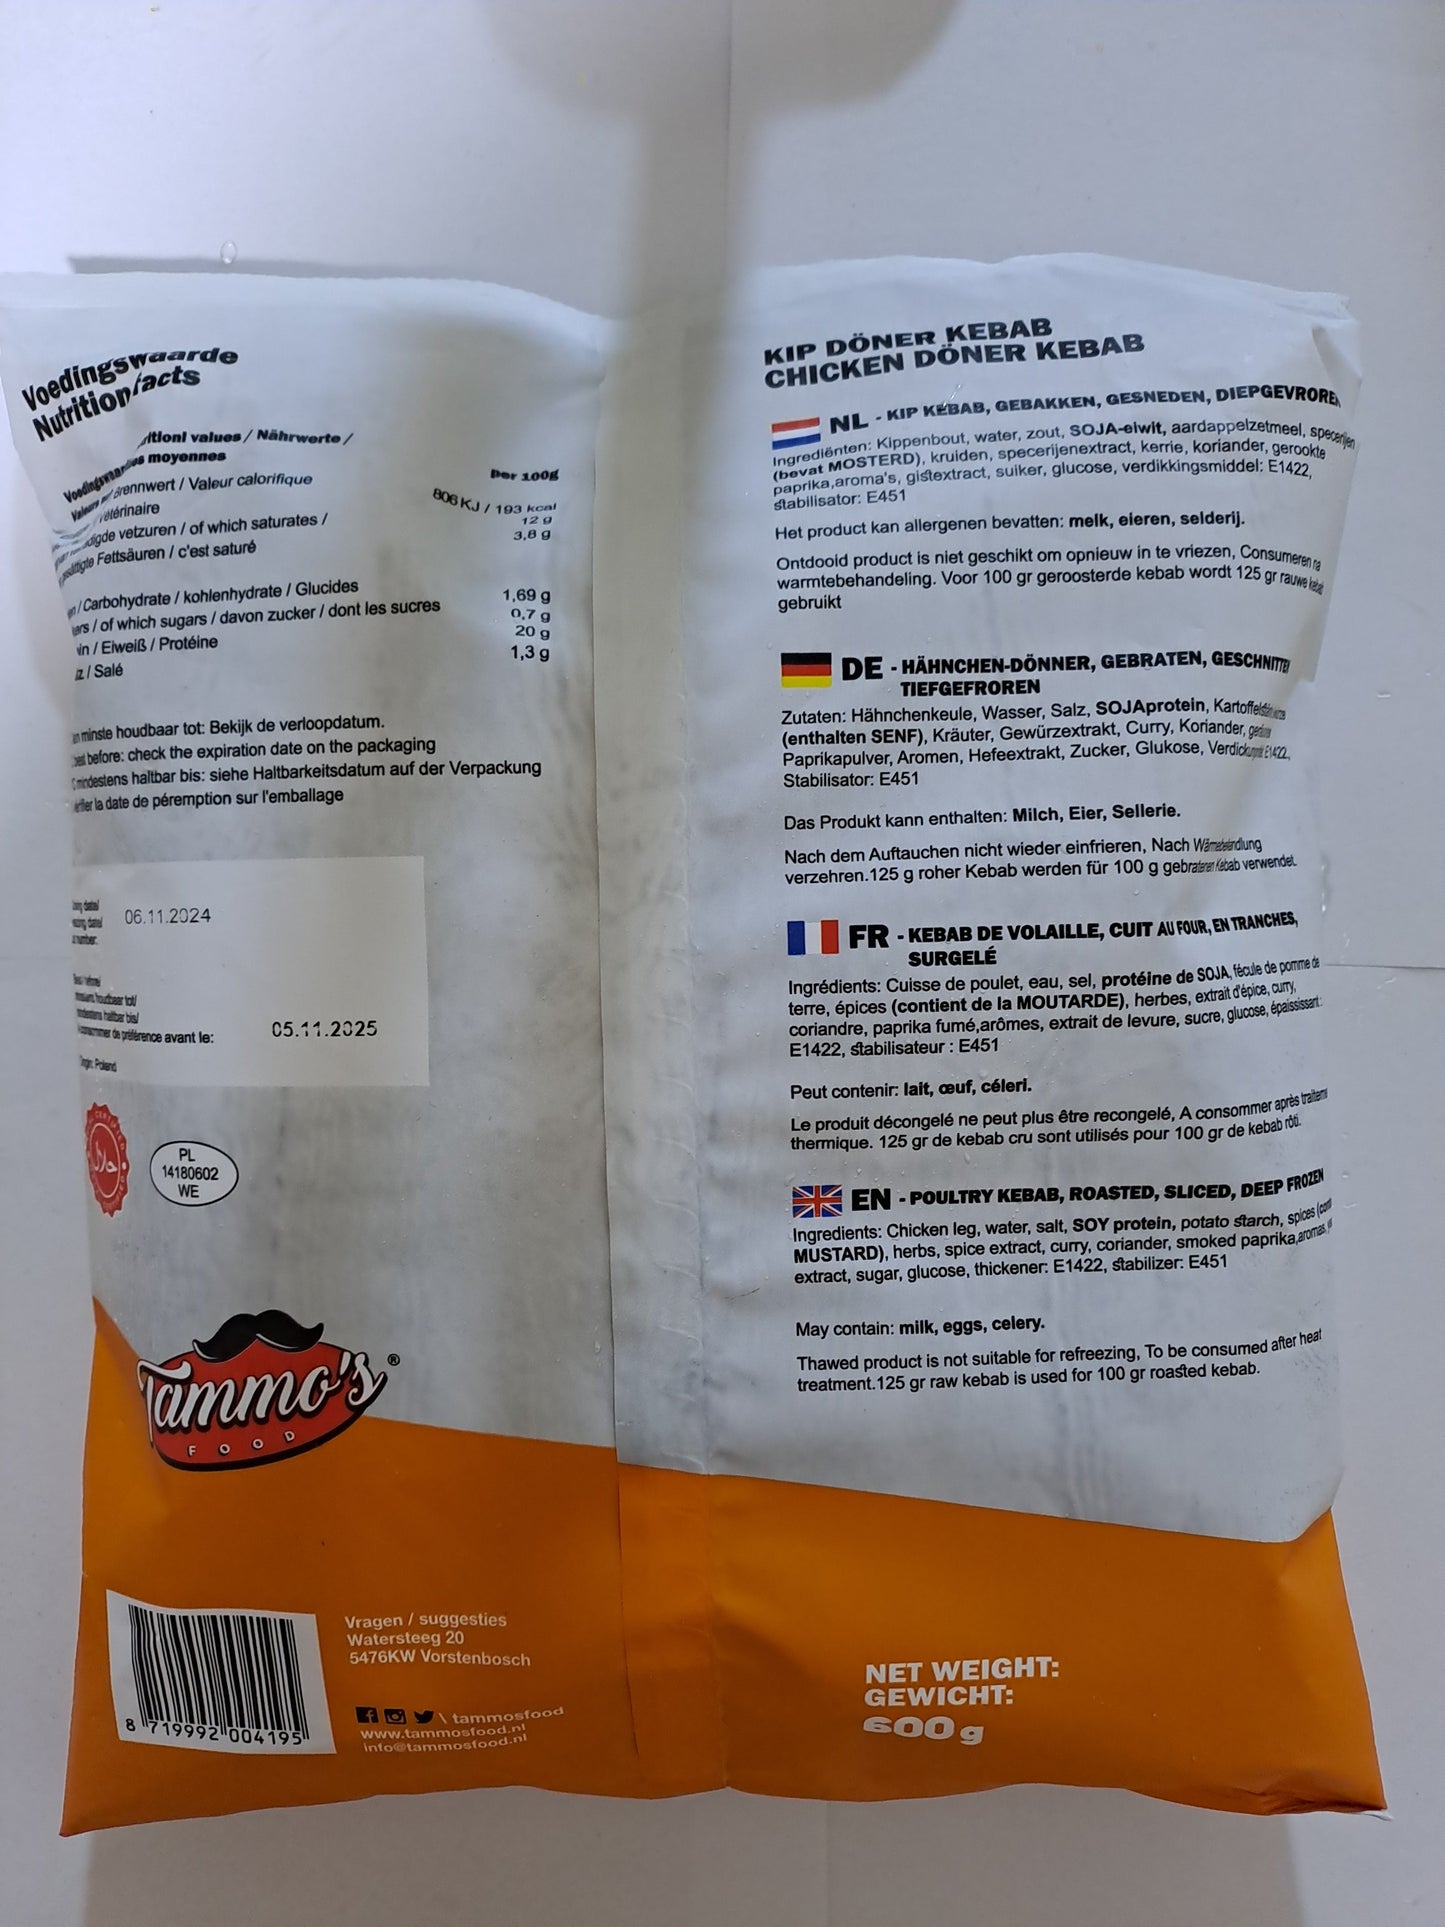 Voedingswaarde
Nutrition facts
values / Nährwerte /
moyennes
Per 100g
Brennwert / Valeur calorifique
806 KJ / 193 kcal
vétérinaire
12 g
vetzuren / of which saturates /
3,8 g
Fettsäuren / c'est saturé
/ Carbohydrate / kohlenhydrate / Glucides
1,69 g
/ of which sugars / davon zucker / dont les sucres
0,7 g
/ Eiweiß / Protéine
20 g
/ Salé
1,3 g
minste houdbaar tot: Bekijk de verloopdatum.
before: check the expiration date on the packaging
mindestens haltbar bis: siehe Haltbarkeitsdatum auf der Verpackung
la date de péremption sur l'emballage
06.11.2024
de préférence avant le:
05.11.2025
Poland
PL
14180602
WE
Tammo's®
FOOD
8 719992 004195
Vragen / suggesties
Watersteeg 20
5476KW Vorstenbosch
\ tammosfood
www.tammosfood.nl
info@tammosfood.nl
KIP DÖNER KEBAB
CHICKEN DÖNER KEBAB
NL - KIP KEBAB, GEBAKKEN, GESNEDEN, DIEPGEVROREN
Ingrediënten: Kippenbout, water, zout, SOJA-eiwit, aardappelzetmeel, specerijen
(bevat MOSTERD), kruiden, specerijenextract, kerrie, koriander, gerookte
paprika,aroma's, gistextract, suiker, glucose, verdikkingsmiddel: E1422,
stabilisator: E451
Het product kan allergenen bevatten: melk, eieren, selderij.
Ontdooid product is niet geschikt om opnieuw in te vriezen, Consumeren na
warmtebehandeling. Voor 100 gr geroosterde kebab wordt 125 gr rauwe kebab
gebruikt
DE - HÄHNCHEN-DÖNNER, GEBRATEN, GESCHNITTEN
TIEFGEFROREN
Zutaten: Hähnchenkeule, Wasser, Salz, SOJAprotein,
(enthalten SENF), Kräuter, Gewürzextrakt, Curry, Koriander,
Paprikapulver, Aromen, Hefeextrakt, Zucker, Glukose, E1422,
Stabilisator: E451
Das Produkt kann enthalten: Milch, Eier, Sellerie.
Nach dem Auftauchen nicht wieder einfrieren, Nach Wärmebehandlung
verzehren.125 g roher Kebab werden für 100 g gebratenen Kebab verwendet.
FR - KEBAB DE VOLAILLE, CUIT AU FOUR, EN TRANCHES,
SURGELÉ
Ingrédients: Cuisse de poulet, eau, sel, protéine de SOJA, fécule de pomme de
terre, épices (contient de la MOUTARDE), herbes, extrait d'épice, curry,
coriandre, paprika fumé,arômes, extrait de levure, sucre, glucose, épaississant:
E1422, stabilisateur : E451
Peut contenir: lait, œuf, céleri.
Le produit décongelé ne peut plus être recongelé, A consommer après
thermique. 125 gr de kebab cru sont utilisés pour 100 gr de kebab rôti.
EN - POULTRY KEBAB, ROASTED, SLICED, DEEP FROZEN
Ingredients: Chicken leg, water, salt, SOY protein, potato starch, spices
MUSTARD), herbs, spice extract, curry, coriander, smoked paprika,aromas,
extract, sugar, glucose, thickener: E1422, stabilizer: E451
May contain: milk, eggs, celery.
Thawed product is not suitable for refreezing, To be consumed after heat
treatment.125 gr raw kebab is used for 100 gr roasted kebab.
NET WEIGHT:
GEWICHT:
600 g